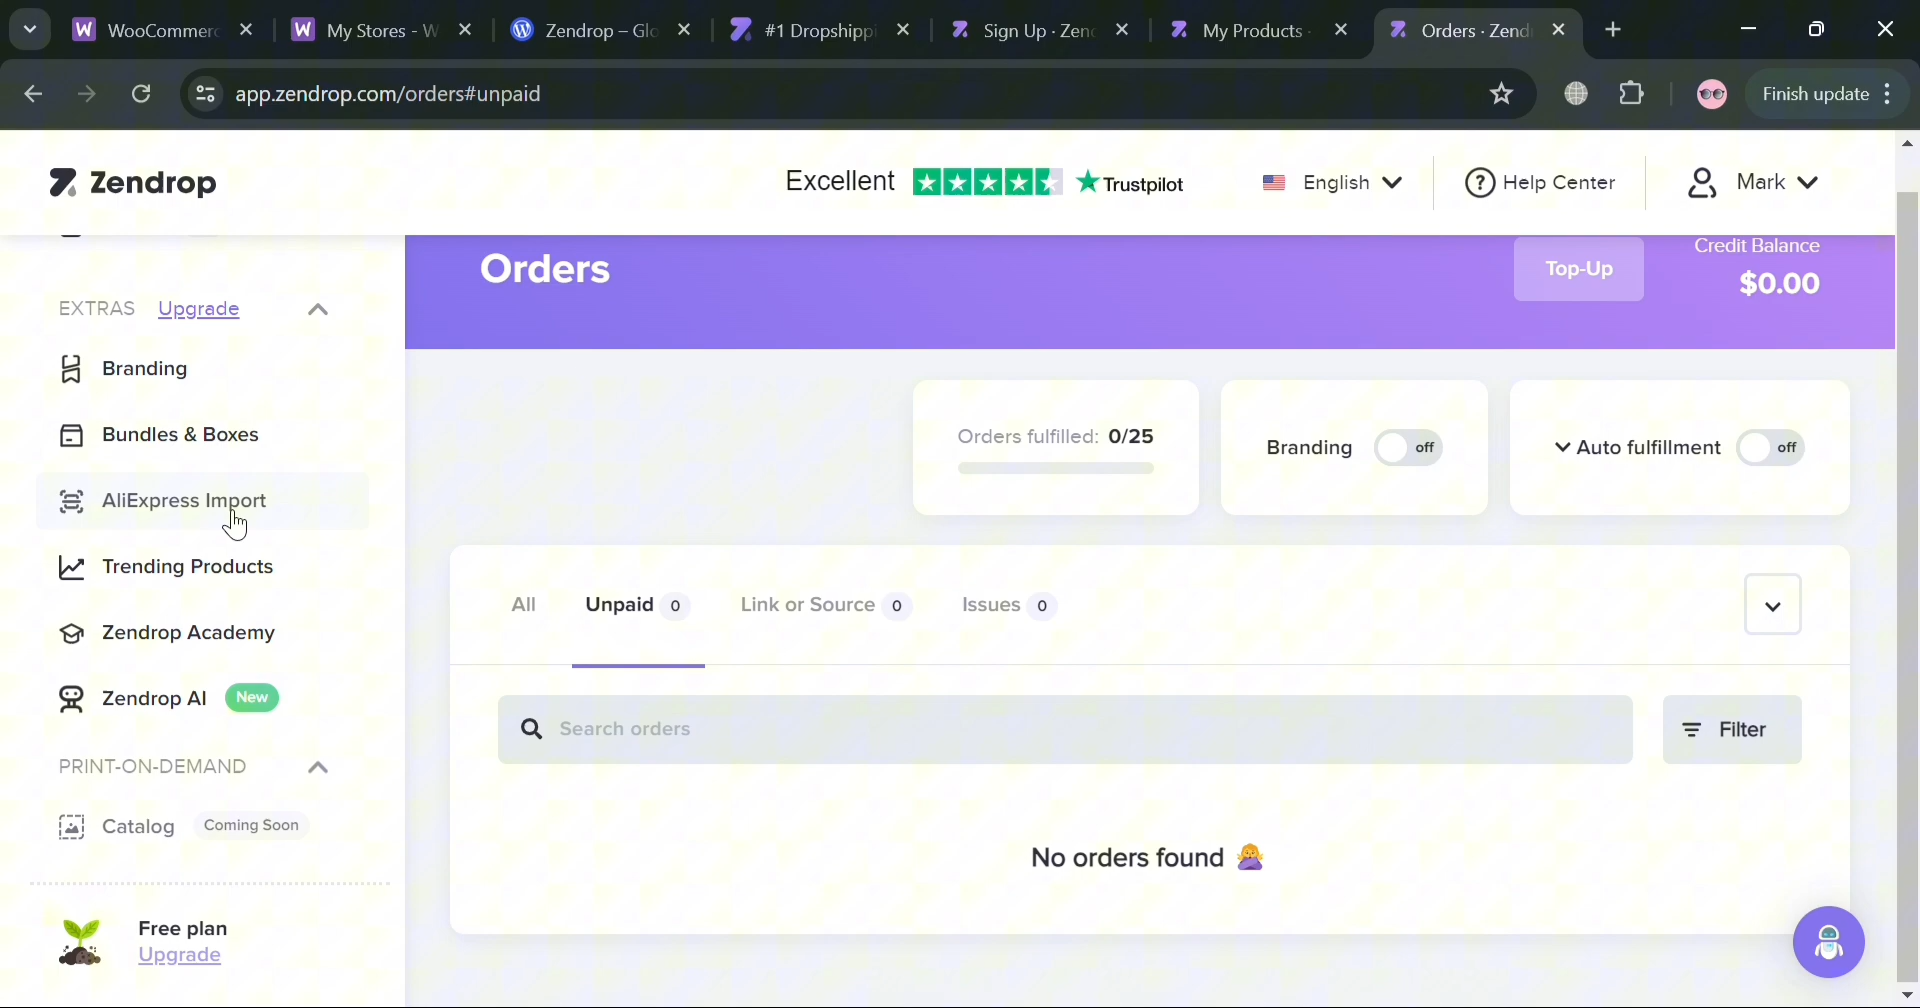 WooCommerc
My Stores - W
Zendrop – Glo
#1 Dropshippi
Sign Up · Zen
My Products ·
Orders · Zend
app.zendrop.com/orders#unpaid
Finish update
Zendrop
Excellent
Trustpilot
English
Help Center
Mark
EXTRAS Upgrade
Branding
Bundles & Boxes
AliExpress Import
Trending Products
Zendrop Academy
Zendrop AI New
PRINT-ON-DEMAND
Catalog Coming Soon
Free plan
Upgrade
Orders
Top-Up
Credit Balance
$0.00
Orders fulfilled: 0/25
Branding off
Auto fulfillment off
All
Unpaid 0
Link or Source 0
Issues 0
Search orders
Filter
No orders found